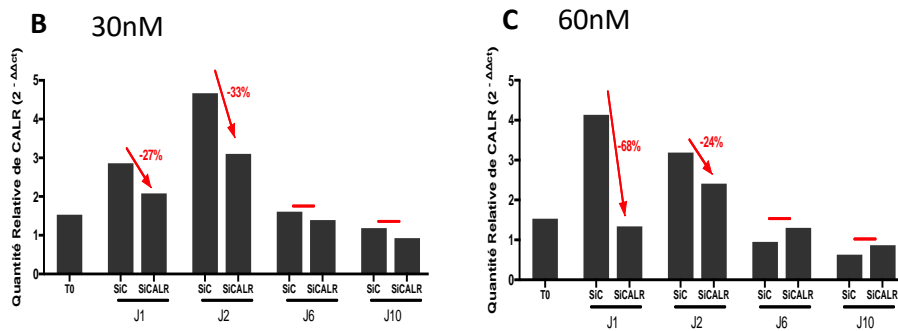 B 30nM
Quantité Relative de CALR (2 - ΔΔct)
5
4
3
2
1
0
-27%
-33%
T0 SiC SiCALR SiC SiCALR SiC SiCALR SiC SiCALR
J1 J2 J6 J10
C 60nM
Quantité Relative de CALR (2 - ΔΔct)
5
4
3
2
1
0
-68%
-24%
T0 SiC SiCALR SiC SiCALR SiC SiCALR SiC SiCALR
J1 J2 J6 J10